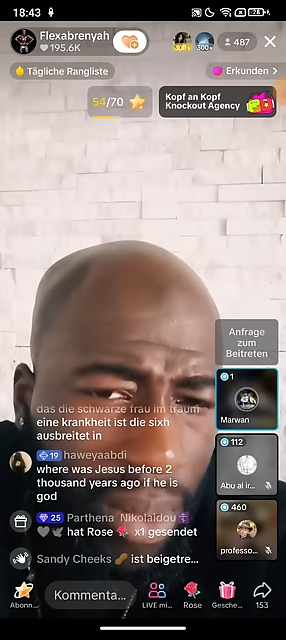 18:43
26
Flexabrenyah
195.6K
300+
300+
487
Tägliche Rangliste
Erkunden
54/70
Kopf an Kopf
Knockout Agency
Anfrage
zum
Beitreten
1
Marwan
das die schwarze frau im traum
eine krankheit ist die sixh
ausbreitet in
112
Abu al ir...
19 haweyaabdi
where was Jesus before 2
thousand years ago if he is
god
460
professo...
25 Parthena Nikolaidou
hat Rose x1 gesendet
Sandy Cheeks ist beigetre...
Abonn...
Kommenta...
LIVE mi...
Rose
Gesche...
153